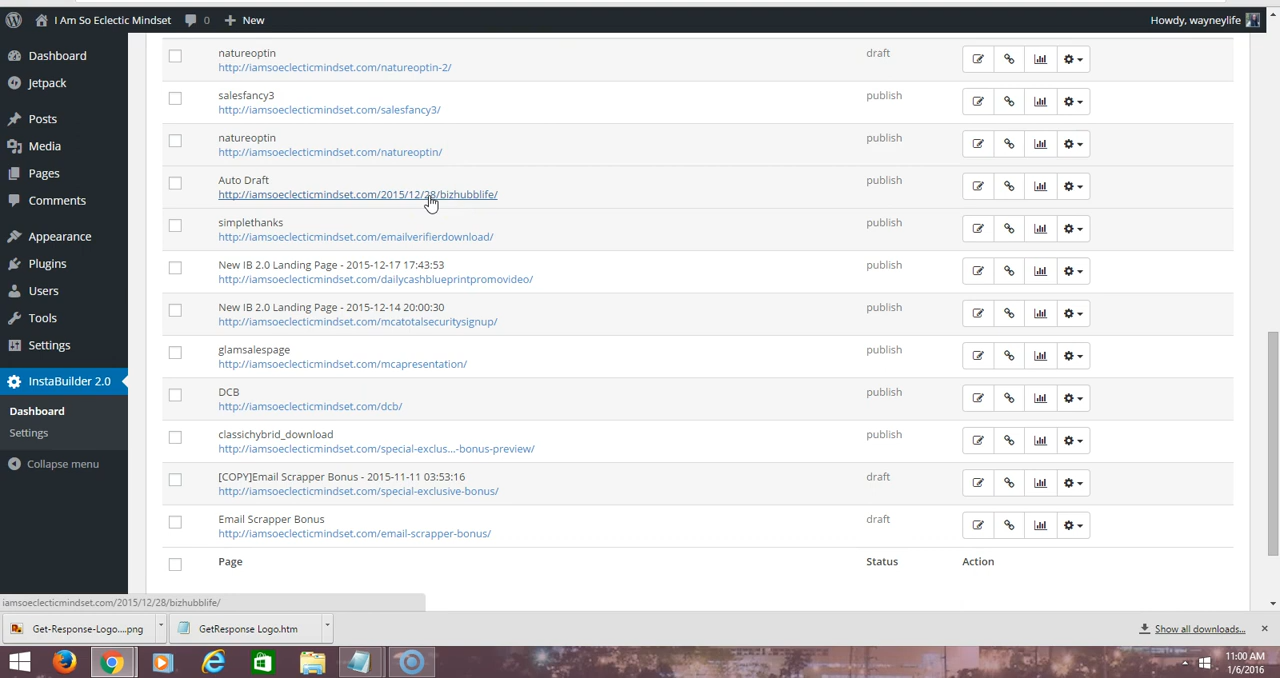 I Am So Eclectic Mindset 0 New Howdy, wayneylife
Dashboard
Jetpack
Posts
Media
Pages
Comments
Appearance
Plugins
Users
Tools
Settings
InstaBuilder 2.0
Dashboard
Settings
Collapse menu
natureoptin draft
http://iamsoeclecticmindset.com/natureoptin-2/
salesfancy3 publish
http://iamsoeclecticmindset.com/salesfancy3/
natureoptin publish
http://iamsoeclecticmindset.com/natureoptin/
Auto Draft publish
http://iamsoeclecticmindset.com/2015/12/28/bizhubblife/
simplethanks publish
http://iamsoeclecticmindset.com/emailverifierdownload/
New IB 2.0 Landing Page - 2015-12-17 17:43:53 publish
http://iamsoeclecticmindset.com/dailycashblueprintpromovideo/
New IB 2.0 Landing Page - 2015-12-14 20:00:30 publish
http://iamsoeclecticmindset.com/mcatotalsecuritysignup/
glamsalespage publish
http://iamsoeclecticmindset.com/mcapresentation/
DCB publish
http://iamsoeclecticmindset.com/dcb/
classichybrid_download publish
http://iamsoeclecticmindset.com/special-exclus...-bonus-preview/
[COPY]Email Scrapper Bonus - 2015-11-11 03:53:16 draft
http://iamsoeclecticmindset.com/special-exclusive-bonus/
Email Scrapper Bonus draft
http://iamsoeclecticmindset.com/email-scrapper-bonus/
Page Status Action
iamsoeclecticmindset.com/2015/12/28/bizhubblife/
Get-Response-Logo....png GetResponse Logo.htm Show all downloads...
11:00 AM
1/6/2016